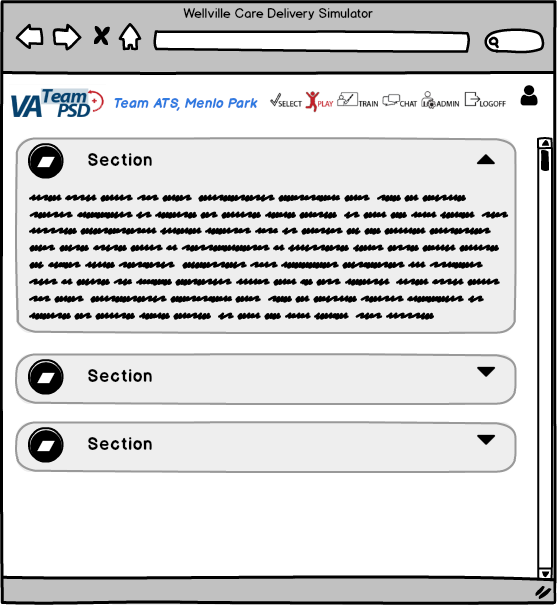 Wellville Care Delivery Simulator
VA Team PSD
Team ATS, Menlo Park
SELECT PLAY TRAIN CHAT ADMIN LOGOFF
Section
Section
Section